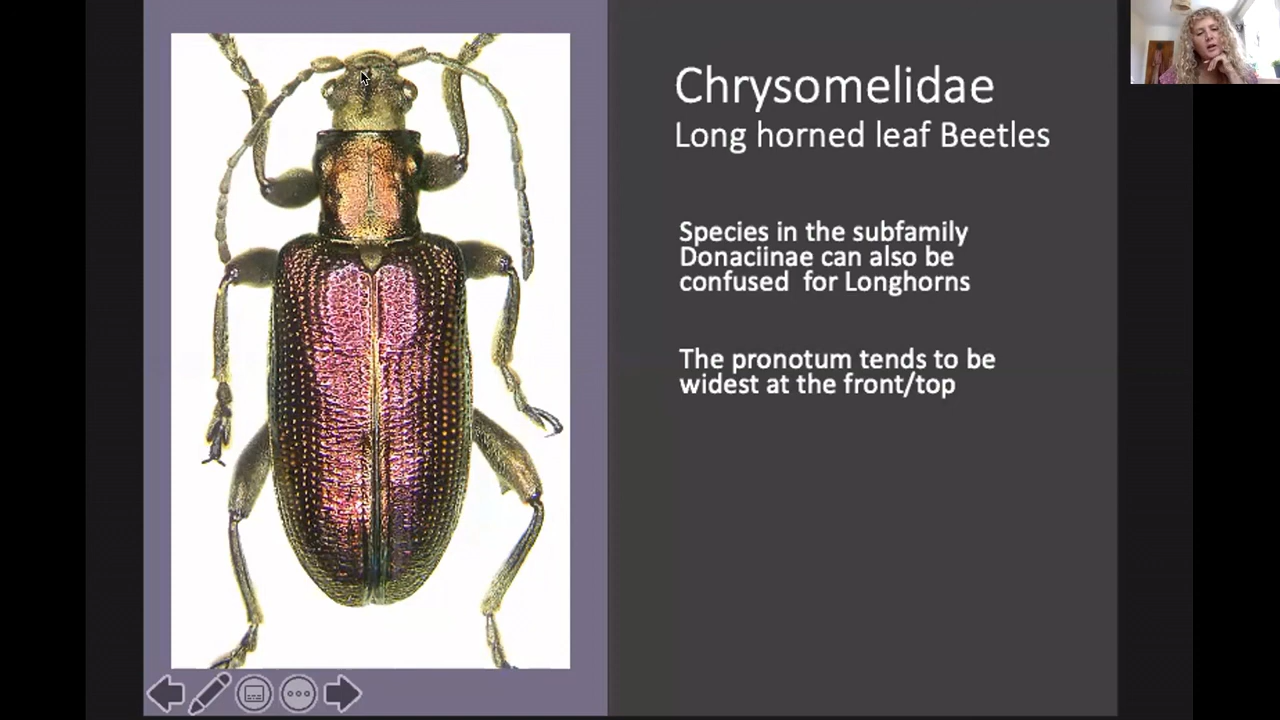 Chrysomelidae
Long horned leaf Beetles
Species in the subfamily
Donaciinae can also be
confused  for Longhorns
The pronotum tends to be
widest at the front/top